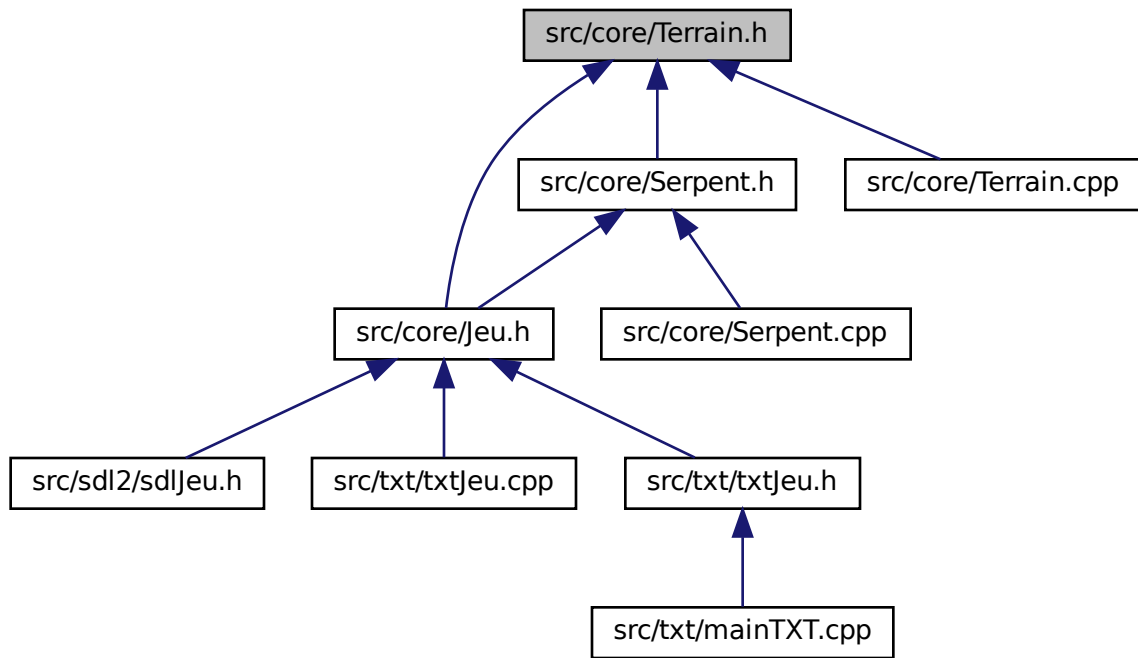 src/core/Terrain.h
src/core/Serpent.h
src/core/Terrain.cpp
src/core/Jeu.h
src/core/Serpent.cpp
src/sdl2/sdlJeu.h
src/txt/txtJeu.cpp
src/txt/txtJeu.h
src/txt/mainTXT.cpp